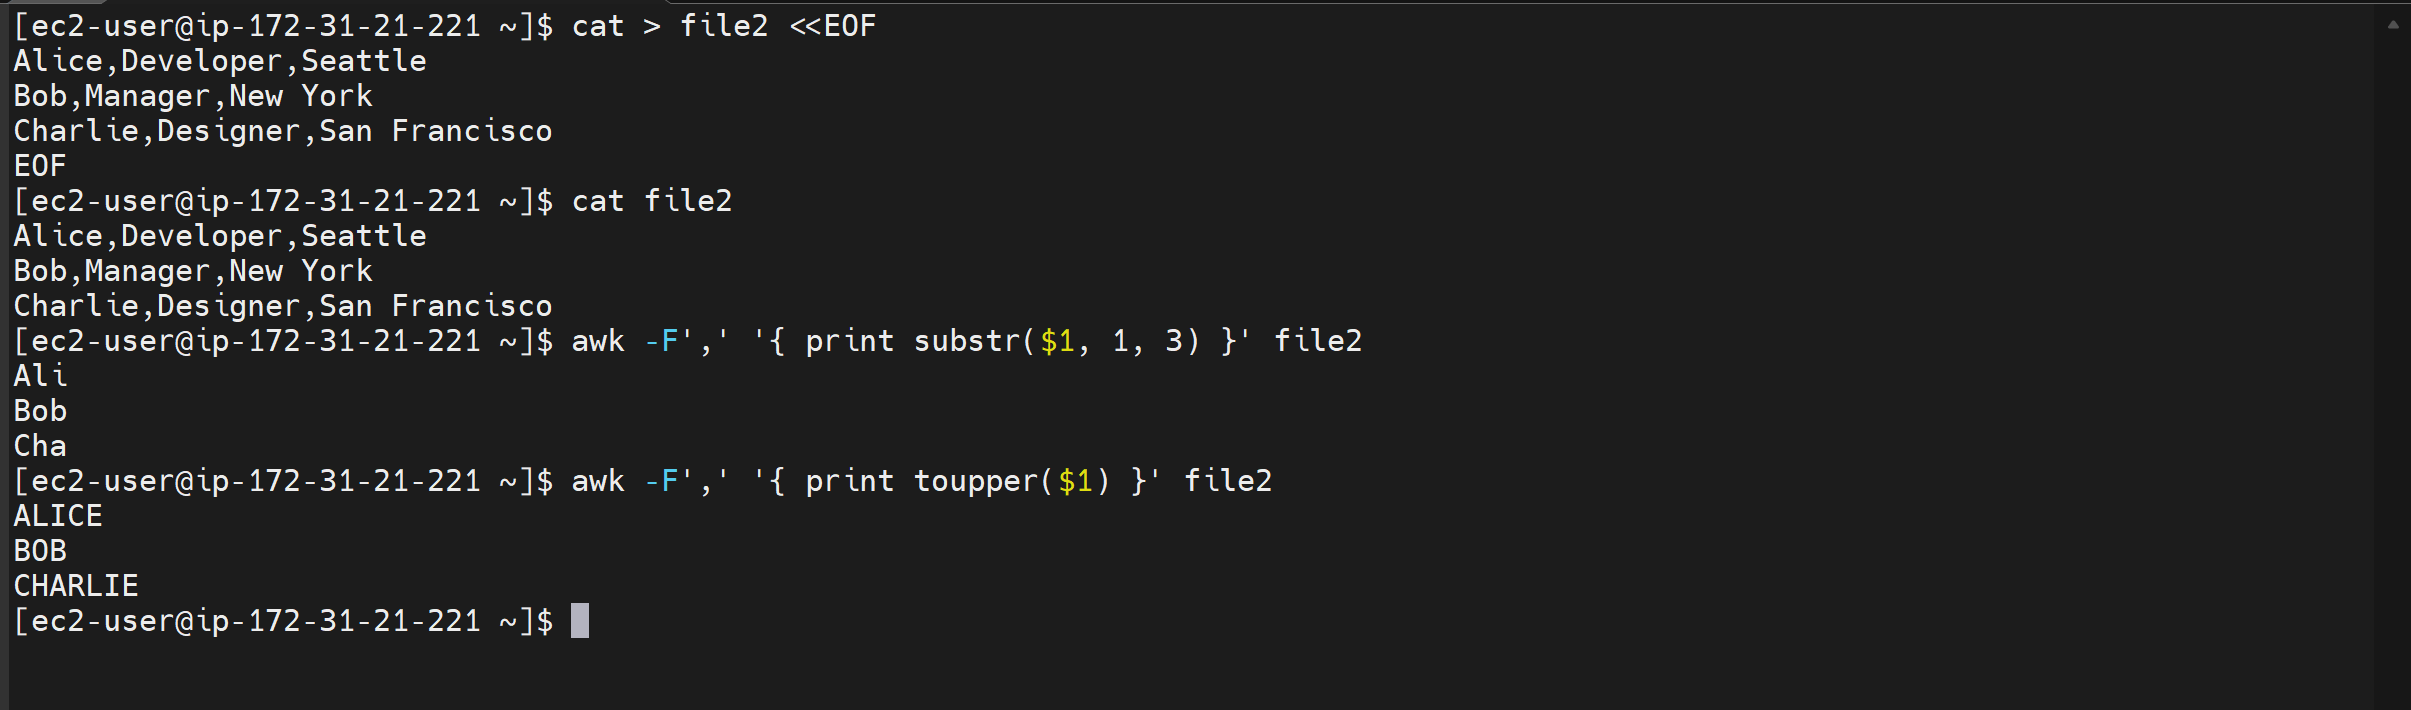 [ec2-user@ip-172-31-21-221 ~]$ cat > file2 <<EOF
Alice,Developer,Seattle
Bob,Manager,New York
Charlie,Designer,San Francisco
EOF
[ec2-user@ip-172-31-21-221 ~]$ cat file2
Alice,Developer,Seattle
Bob,Manager,New York
Charlie,Designer,San Francisco
[ec2-user@ip-172-31-21-221 ~]$ awk -F',' '{ print substr($1, 1, 3) }' file2
Ali
Bob
Cha
[ec2-user@ip-172-31-21-221 ~]$ awk -F',' '{ print toupper($1) }' file2
ALICE
BOB
CHARLIE
[ec2-user@ip-172-31-21-221 ~]$